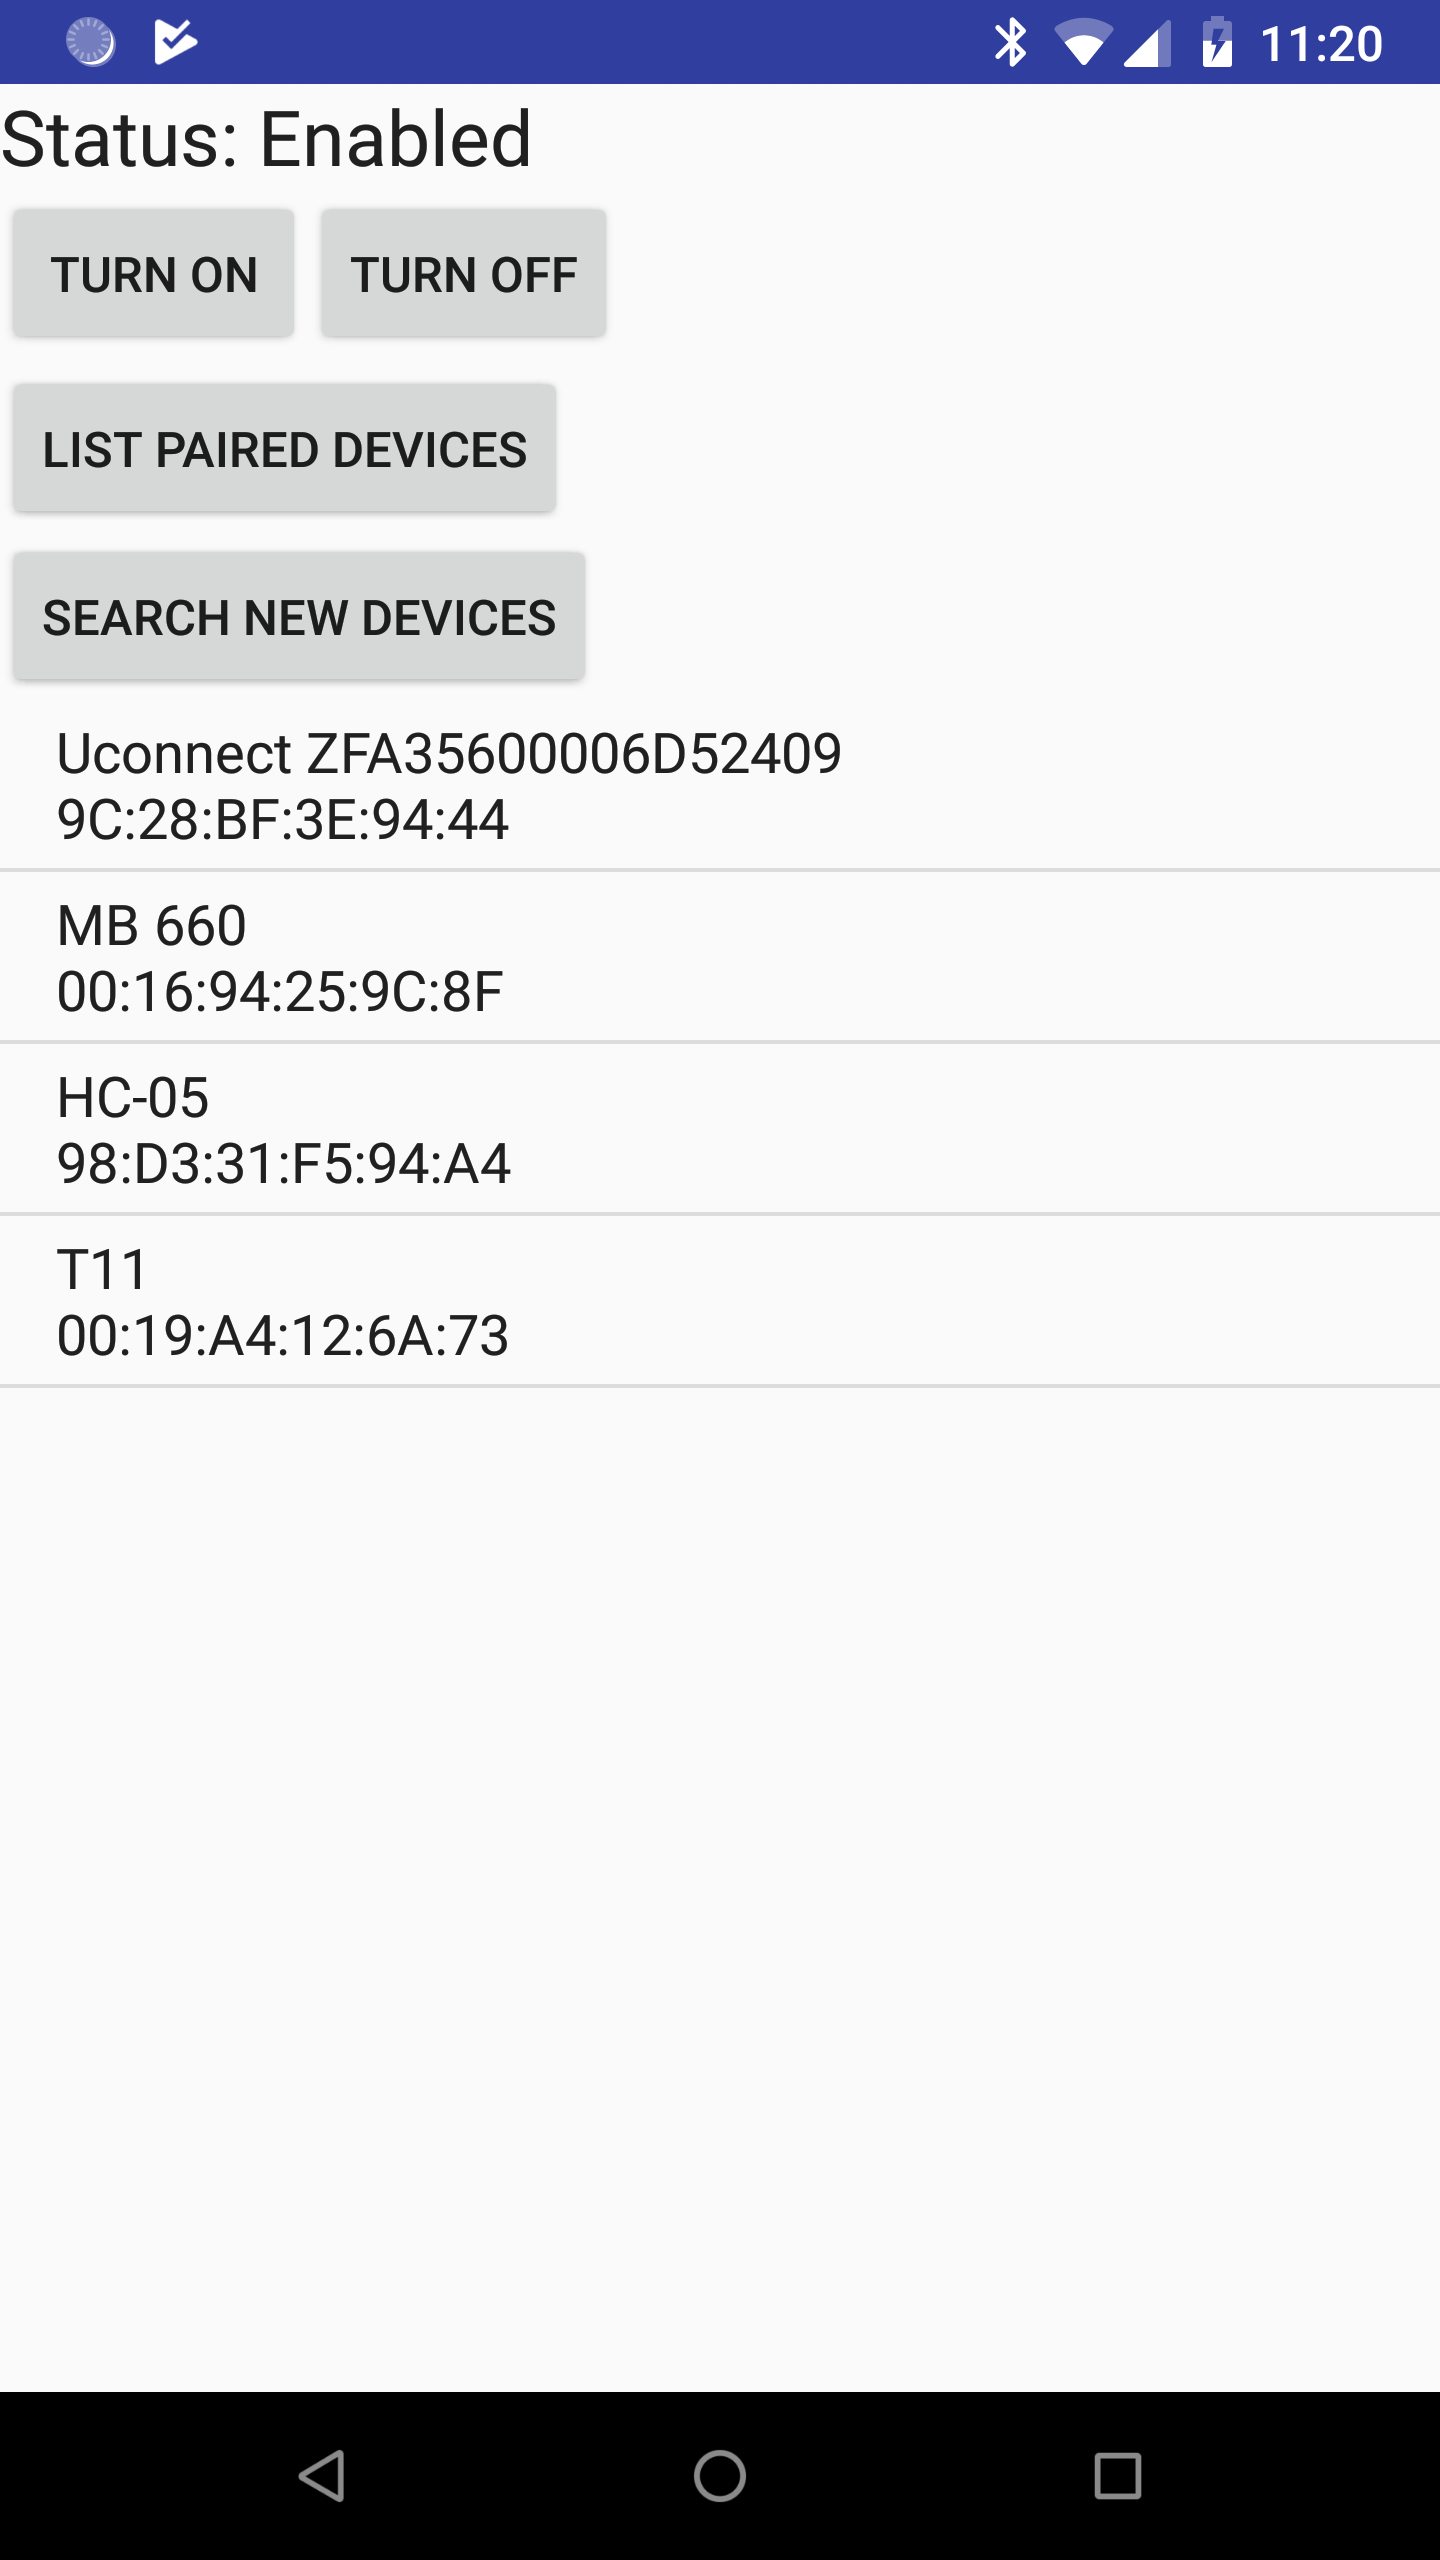 11:20
Status: Enabled
TURN ON TURN OFF
LIST PAIRED DEVICES
SEARCH NEW DEVICES
Uconnect ZFA35600006D52409
9C:28:BF:3E:94:44
MB 660
00:16:94:25:9C:8F
HC-05
98:D3:31:F5:94:A4
T11
00:19:A4:12:6A:73